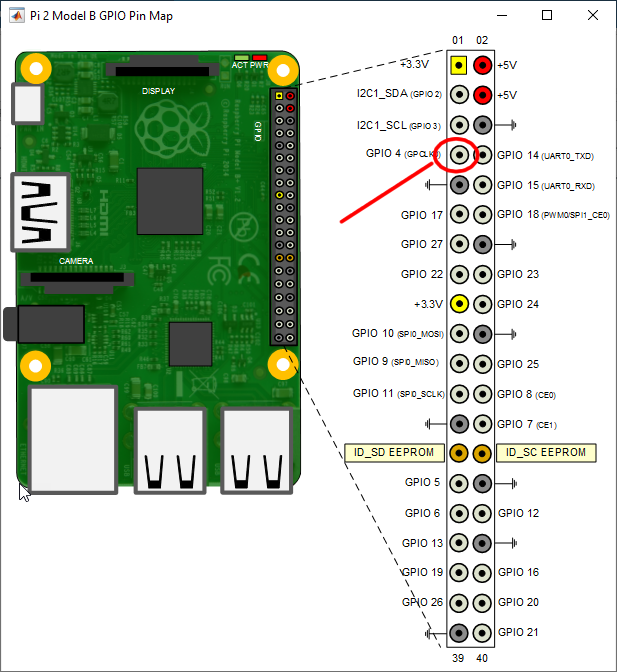 Pi 2 Model B GPIO Pin Map
01 02
+3.3V +5V
I2C1_SDA (GPIO 2) +5V
I2C1_SCL (GPIO 3)
GPIO 4 (GPCLK0) GPIO 14 (UART0_TXD)
GPIO 15 (UART0_RXD)
GPIO 17 GPIO 18 (PWM0/SPI1_CE0)
GPIO 27
GPIO 22 GPIO 23
+3.3V GPIO 24
GPIO 10 (SPI0_MOSI)
GPIO 9 (SPI0_MISO) GPIO 25
GPIO 11 (SPI0_SCLK) GPIO 8 (CE0)
GPIO 7 (CE1)
ID_SD EEPROM ID_SC EEPROM
GPIO 5
GPIO 6 GPIO 12
GPIO 13
GPIO 19 GPIO 16
GPIO 26 GPIO 20
GPIO 21
39 40
ACT PWR
DISPLAY
GPIO
HDMI
CAMERA
FC